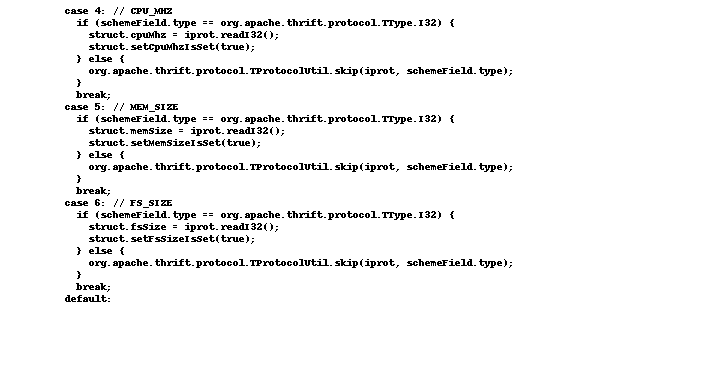 case 4: // CPU_MHZ
  if (schemeField.type == org.apache.thrift.protocol.TType.I32) {
    struct.cpuMhz = iprot.readI32();
    struct.setCpuMhzIsSet(true);
  } else {
    org.apache.thrift.protocol.TProtocolUtil.skip(iprot, schemeField.type);
  }
  break;
case 5: // MEM_SIZE
  if (schemeField.type == org.apache.thrift.protocol.TType.I32) {
    struct.memSize = iprot.readI32();
    struct.setMemSizeIsSet(true);
  } else {
    org.apache.thrift.protocol.TProtocolUtil.skip(iprot, schemeField.type);
  }
  break;
case 6: // FS_SIZE
  if (schemeField.type == org.apache.thrift.protocol.TType.I32) {
    struct.fsSize = iprot.readI32();
    struct.setFsSizeIsSet(true);
  } else {
    org.apache.thrift.protocol.TProtocolUtil.skip(iprot, schemeField.type);
  }
  break;
default: